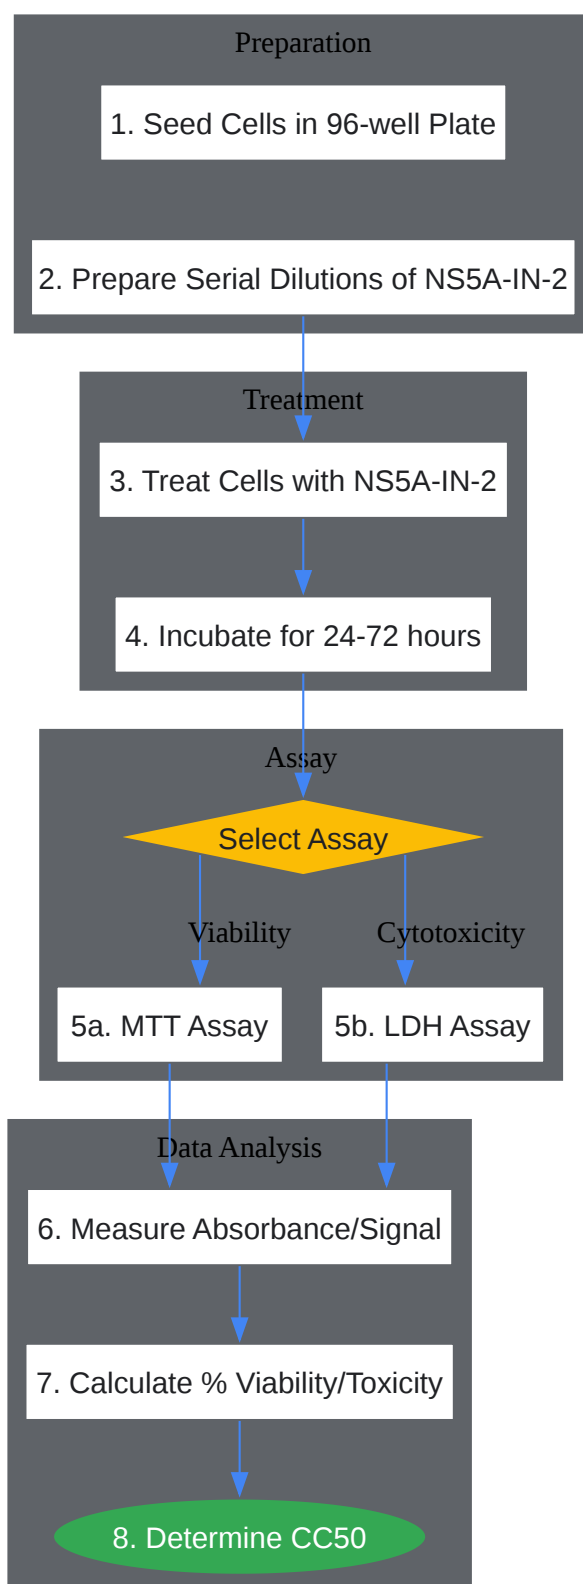 Preparation
1. Seed Cells in 96-well Plate
2. Prepare Serial Dilutions of NS5A-IN-2
Treatment
3. Treat Cells with NS5A-IN-2
4. Incubate for 24-72 hours
Assay
Select Assay
Viability
Cytotoxicity
5a. MTT Assay
5b. LDH Assay
Data Analysis
6. Measure Absorbance/Signal
7. Calculate % Viability/Toxicity
8. Determine CC50